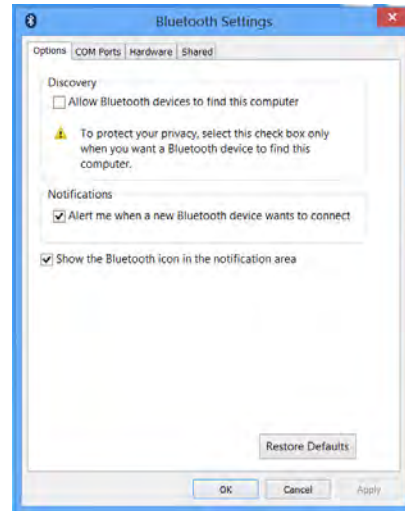 Bluetooth Settings
Options COM Ports Hardware Shared
Discovery
Allow Bluetooth devices to find this computer
To protect your privacy, select this check box only
when you want a Bluetooth device to find this
computer.
Notifications
Alert me when a new Bluetooth device wants to connect
Show the Bluetooth icon in the notification area
Restore Defaults
OK Cancel Apply